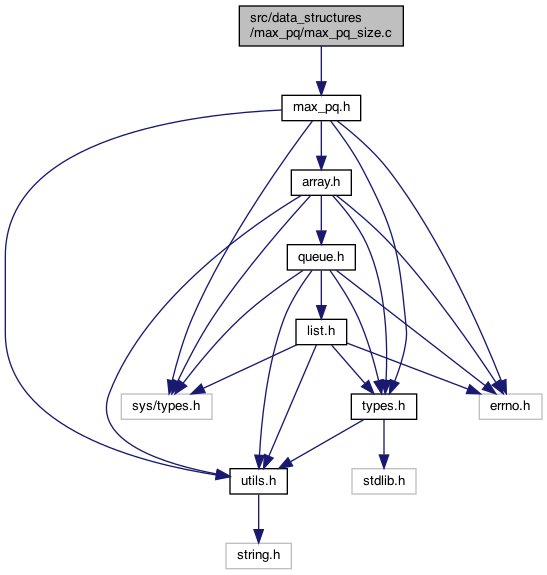 src/data_structures
/max_pq/max_pq_size.c
max_pq.h
array.h
queue.h
list.h
sys/types.h
types.h
errno.h
utils.h
stdlib.h
string.h